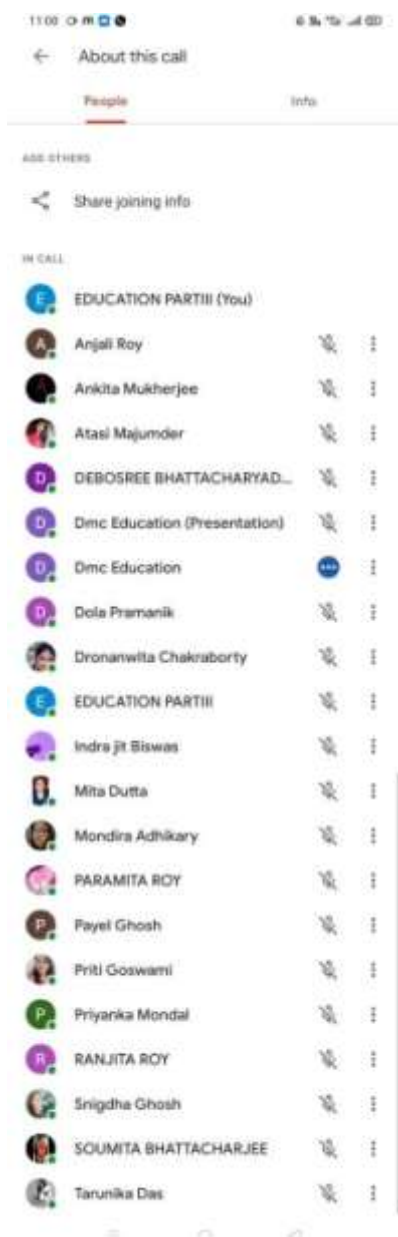 11:00
About this call
People Info
ADD OTHERS
Share joining info
IN CALL
E EDUCATION PARTIII (You)
A Anjali Roy
A Ankita Mukherjee
Atasi Majumder
D DEBOSREE BHATTACHARYAD...
D Dmc Education (Presentation)
D Dmc Education
D Dola Pramanik
Dronanwita Chakraborty
E EDUCATION PARTIII
Indra jit Biswas
Mita Dutta
Mondira Adhikary
PARAMITA ROY
P Payel Ghosh
Priti Goswami
P Priyanka Mondal
R RANJITA ROY
Snigdha Ghosh
SOUMITA BHATTACHARJEE
Tarunika Das